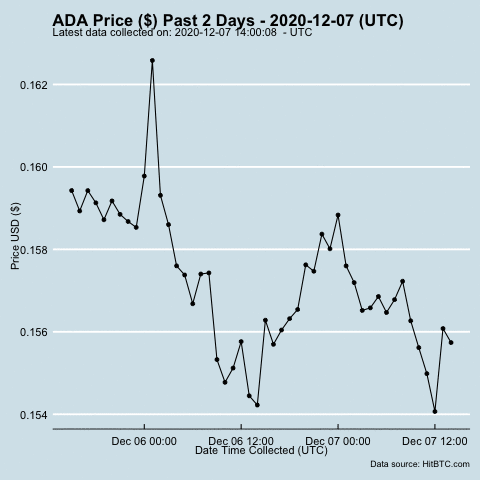 ADA Price ($) Past 2 Days - 2020-12-07 (UTC)
Latest data collected on: 2020-12-07 14:00:08 - UTC
0.162
0.160
0.158
0.156
0.154
Price USD ($)
Dec 06 00:00 Dec 06 12:00 Dec 07 00:00 Dec 07 12:00
Date Time Collected (UTC)
Data source: HitBTC.com